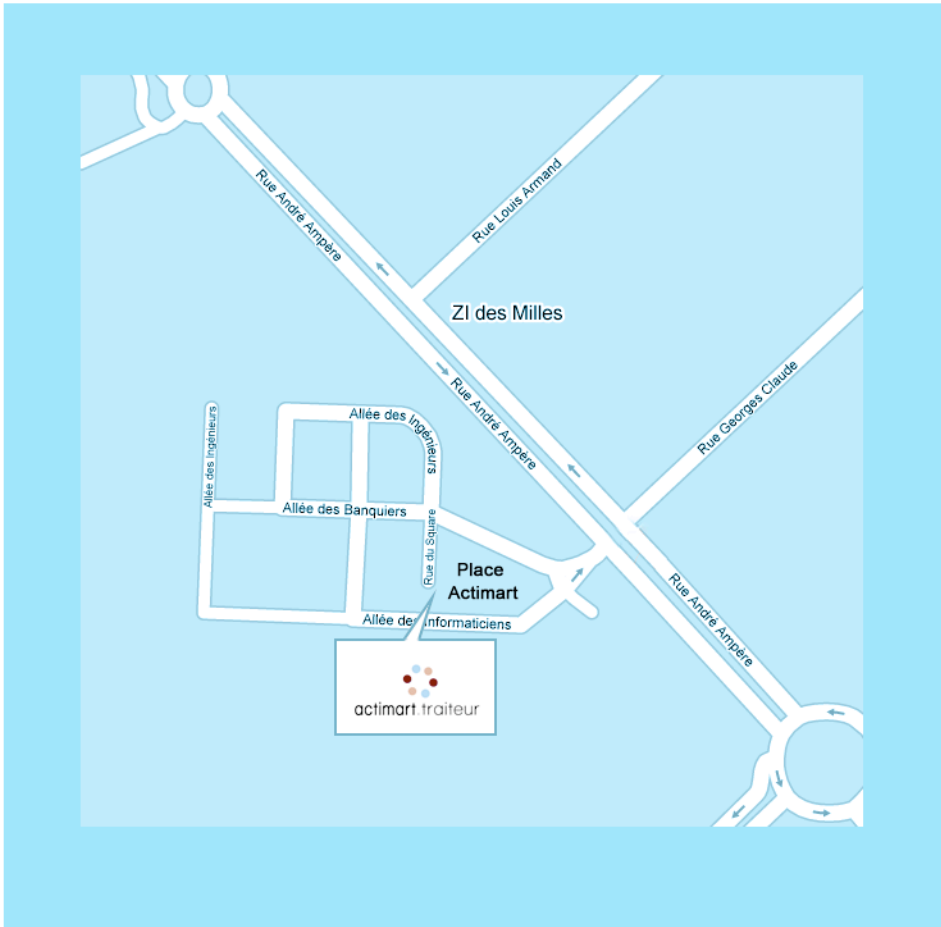 Rue André Ampère
Rue Louis Armand
ZI des Milles
Rue André Ampère
Rue Georges Claude
Allée des Ingénieurs
Allée des Ingénieurs
Allée des Banquiers
Rue du Square
Place
Actimart
Rue André Ampère
Allée des Informaticiens
actimart.traiteur